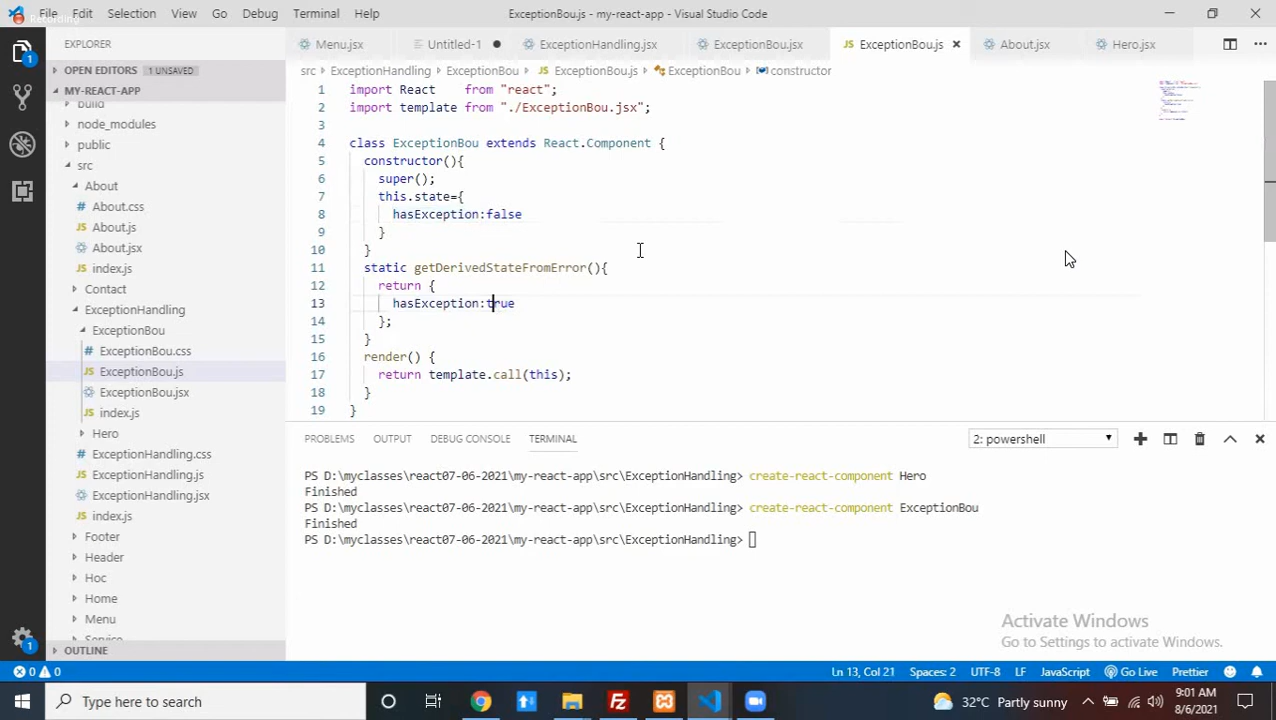 Recording
File Edit Selection View Go Debug Terminal Help
ExceptionBou.js - my-react-app - Visual Studio Code
EXPLORER
OPEN EDITORS 1 UNSAVED
MY-REACT-APP
build
node_modules
public
src
About
About.css
About.js
About.jsx
index.js
Contact
ExceptionHandling
ExceptionBou
ExceptionBou.css
ExceptionBou.js
ExceptionBou.jsx
index.js
Hero
ExceptionHandling.css
ExceptionHandling.js
ExceptionHandling.jsx
index.js
Footer
Header
Hoc
Home
Menu
Service
OUTLINE
Menu.jsx Untitled-1 ExceptionHandling.jsx ExceptionBou.jsx JS ExceptionBou.js About.jsx Hero.jsx
src ExceptionHandling ExceptionBou JS ExceptionBou.js ExceptionBou constructor
1 import React from "react";
2 import template from "./ExceptionBou.jsx";
3
4 class ExceptionBou extends React.Component {
5 constructor(){
6 super();
7 this.state={
8 hasException:false
9 }
10 }
11 static getDerivedStateFromError(){
12 return {
13 hasException:true
14 };
15 }
16 render() {
17 return template.call(this);
18 }
19 }
PROBLEMS OUTPUT DEBUG CONSOLE TERMINAL 2: powershell
PS D:\myclasses\react07-06-2021\my-react-app\src\ExceptionHandling> create-react-component Hero
Finished
PS D:\myclasses\react07-06-2021\my-react-app\src\ExceptionHandling> create-react-component ExceptionBou
Finished
PS D:\myclasses\react07-06-2021\my-react-app\src\ExceptionHandling>
Activate Windows
Go to Settings to activate Windows.
0 0 Ln 13, Col 21 Spaces: 2 UTF-8 LF JavaScript Go Live Prettier 1
Type here to search
32°C Partly sunny
9:01 AM
8/6/2021